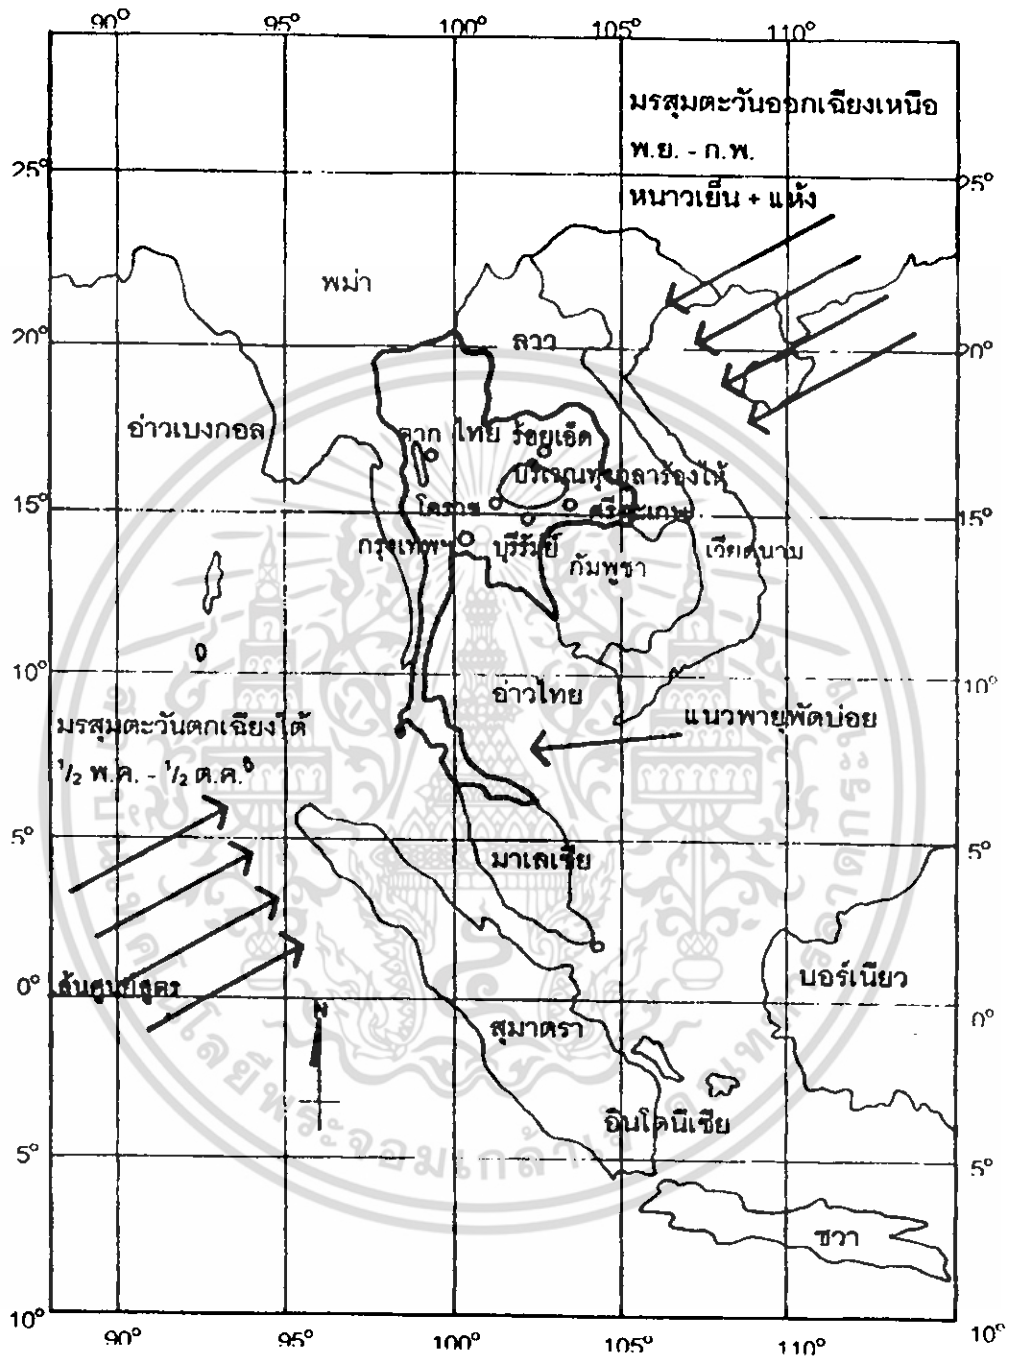 90° 95° 100° 105° 110°
มรสุมตะวันออกเฉียงเหนือ
พ.ย. - ก.พ.
25° 25°
หนาวเย็น + แห้ง
พม่า
20° ลาว 20°
อ่าวเบงกอล
ตาก ไทย ร้อยเอ็ด
บริเวณทุ่งกุลาร้องไห้
15° โคราช ศรีสะเกษ 15°
กรุงเทพฯ บุรีรัมย์ กัมพูชา เวียดนาม
10° อ่าวไทย 10°
มรสุมตะวันตกเฉียงใต้ แนวพายุพัดบ่อย
½ พ.ค. - ½ ต.ค.
5° 5°
มาเลเซีย
บอร์เนียว
0° เส้นศูนย์สูตร 0°
N
สุมาตรา
อินโดนีเซีย
5° 5°
ชวา
10° 10°
90° 95° 100° 105° 110°